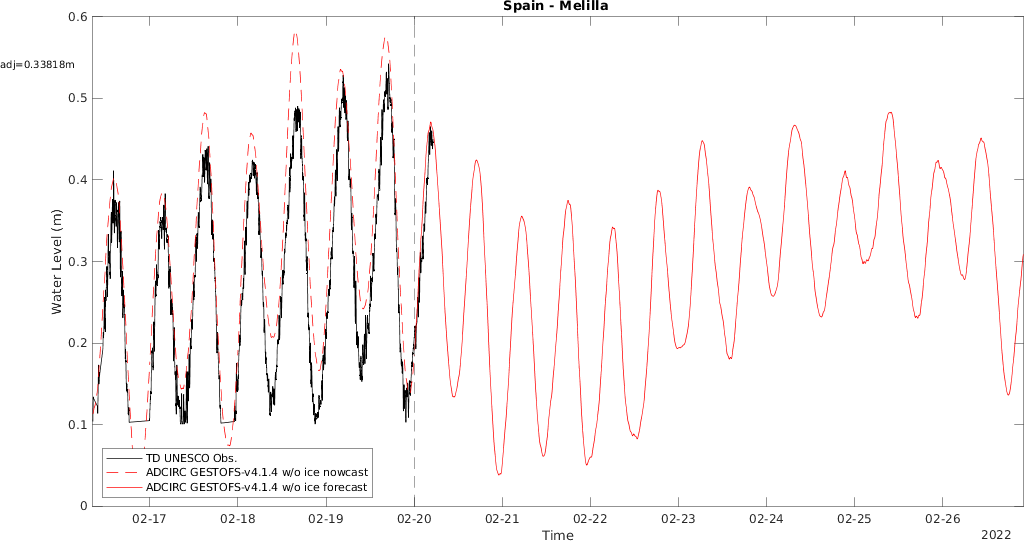 Spain - Melilla
adj=0.33818m
0.6
0.5
0.4
0.3
0.2
0.1
0
Water Level (m)
TD UNESCO Obs.
ADCIRC GESTOFS-v4.1.4 w/o ice nowcast
ADCIRC GESTOFS-v4.1.4 w/o ice forecast
02-17 02-18 02-19 02-20 02-21 02-22 02-23 02-24 02-25 02-26
Time
2022